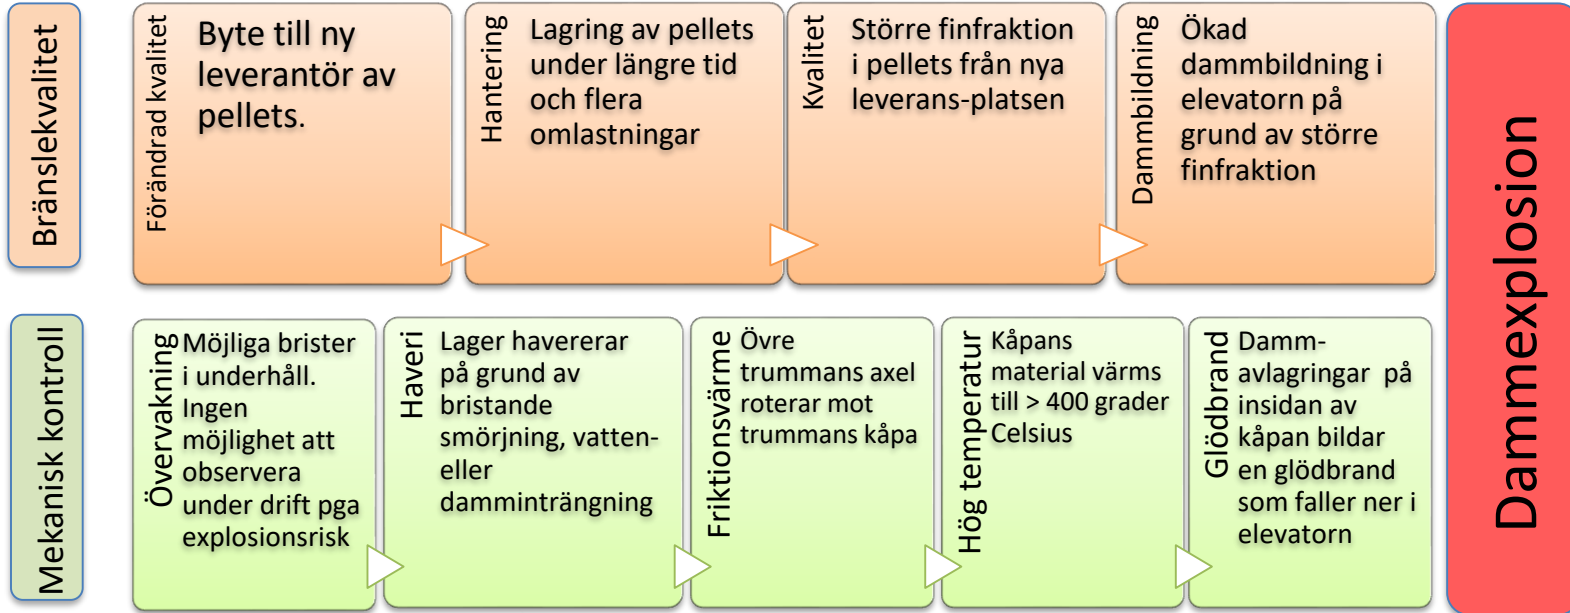 Bränslekvalitet
Förändrad kvalitet
Byte till ny
leverantör av
pellets.
Hantering
Lagring av pellets
under längre tid
och flera
omlastningar
Kvalitet
Större finfraktion
i pellets från nya
leverans-platsen
Dammbildning
Ökad
dammbildning i
elevatorn på
grund av större
finfraktion
Mekanisk kontroll
Övervakning
Möjliga brister
i underhåll.
Ingen
möjlighet att
observera
under drift pga
explosionsrisk
Haveri
Lager havererar
på grund av
bristande
smörjning, vatten-
eller
damminträngning
Friktionsvärme
Övre
trummans axel
roterar mot
trummans kåpa
Hög temperatur
Kåpans
material värms
till > 400 grader
Celsius
Glödbrand
Damm-
avlagringar på
insidan av
kåpan bildar
en glödbrand
som faller ner i
elevatorn
Dammexplosion